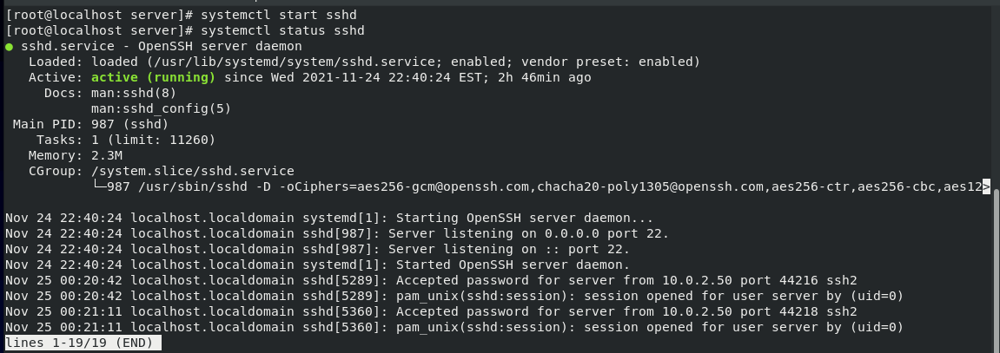 [root@localhost server]# systemctl start sshd
[root@localhost server]# systemctl status sshd
● sshd.service - OpenSSH server daemon
   Loaded: loaded (/usr/lib/systemd/system/sshd.service; enabled; vendor preset: enabled)
   Active: active (running) since Wed 2021-11-24 22:40:24 EST; 2h 46min ago
     Docs: man:sshd(8)
           man:sshd_config(5)
 Main PID: 987 (sshd)
    Tasks: 1 (limit: 11260)
   Memory: 2.3M
   CGroup: /system.slice/sshd.service
           └─987 /usr/sbin/sshd -D -oCiphers=aes256-gcm@openssh.com,chacha20-poly1305@openssh.com,aes256-ctr,aes256-cbc,aes12>

Nov 24 22:40:24 localhost.localdomain systemd[1]: Starting OpenSSH server daemon...
Nov 24 22:40:24 localhost.localdomain sshd[987]: Server listening on 0.0.0.0 port 22.
Nov 24 22:40:24 localhost.localdomain sshd[987]: Server listening on :: port 22.
Nov 24 22:40:24 localhost.localdomain systemd[1]: Started OpenSSH server daemon.
Nov 25 00:20:42 localhost.localdomain sshd[5289]: Accepted password for server from 10.0.2.50 port 44216 ssh2
Nov 25 00:20:42 localhost.localdomain sshd[5289]: pam_unix(sshd:session): session opened for user server by (uid=0)
Nov 25 00:21:11 localhost.localdomain sshd[5360]: Accepted password for server from 10.0.2.50 port 44218 ssh2
Nov 25 00:21:11 localhost.localdomain sshd[5360]: pam_unix(sshd:session): session opened for user server by (uid=0)
lines 1-19/19 (END)